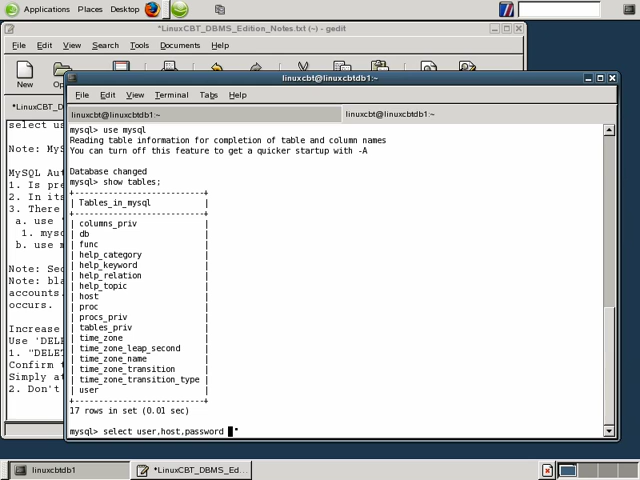 Applications Places Desktop
*LinuxCBT_DBMS_Edition_Notes.txt (~) - gedit
File Edit View Search Tools Documents Help
New
*LinuxCBT_D
select us
Note: MyS
MySQL Aut
1. Is pre
2. In its
3. There
a. use '
1. mysq
b. use m
Note: Sec
Note: bla
accounts.
occurs.
Increase
Use 'DEL
1. "DELET
Confirm t
Simply at
2. Don't
linuxcbt@linuxcbtdb1:~
File Edit View Terminal Tabs Help
linuxcbt@linuxcbtdb1:~ linuxcbt@linuxcbtdb1:~
mysql> use mysql
Reading table information for completion of table and column names
You can turn off this feature to get a quicker startup with -A
Database changed
mysql> show tables;
+---------------------------+
| Tables_in_mysql |
+---------------------------+
| columns_priv |
| db |
| func |
| help_category |
| help_keyword |
| help_relation |
| help_topic |
| host |
| proc |
| procs_priv |
| tables_priv |
| time_zone |
| time_zone_leap_second |
| time_zone_name |
| time_zone_transition |
| time_zone_transition_type |
| user |
+---------------------------+
17 rows in set (0.01 sec)
mysql> select user,host,password "
linuxcbtdb1 *LinuxCBT_DBMS_Ed...